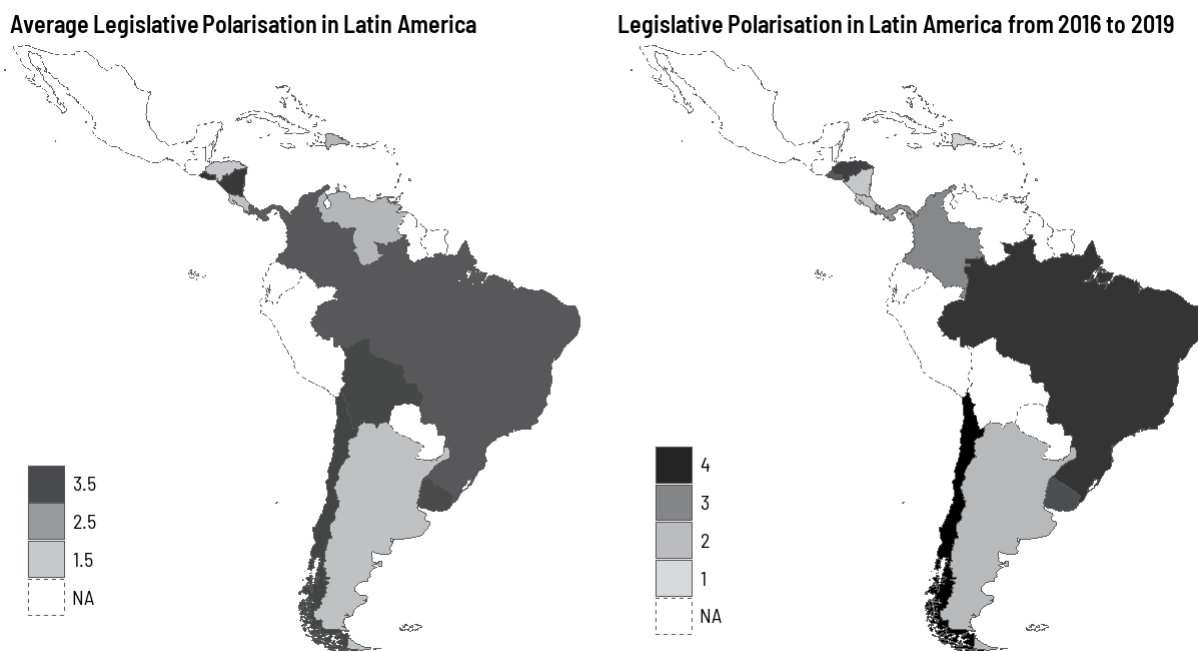 Average Legislative Polarisation in Latin America
Legislative Polarisation in Latin America from 2016 to 2019
3.5
2.5
1.5
NA
4
3
2
1
NA